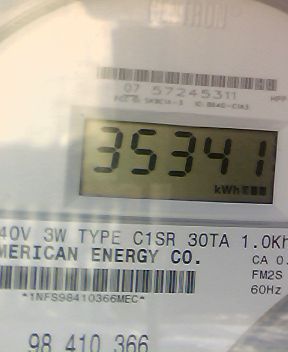 07 57245311
35341
kWh
40V 3W TYPE C1SR 30TA 1.0Kh
MERICAN ENERGY CO.
CA 0.
FM2S
60Hz
*1NFS98410366MEC*
98 410 366